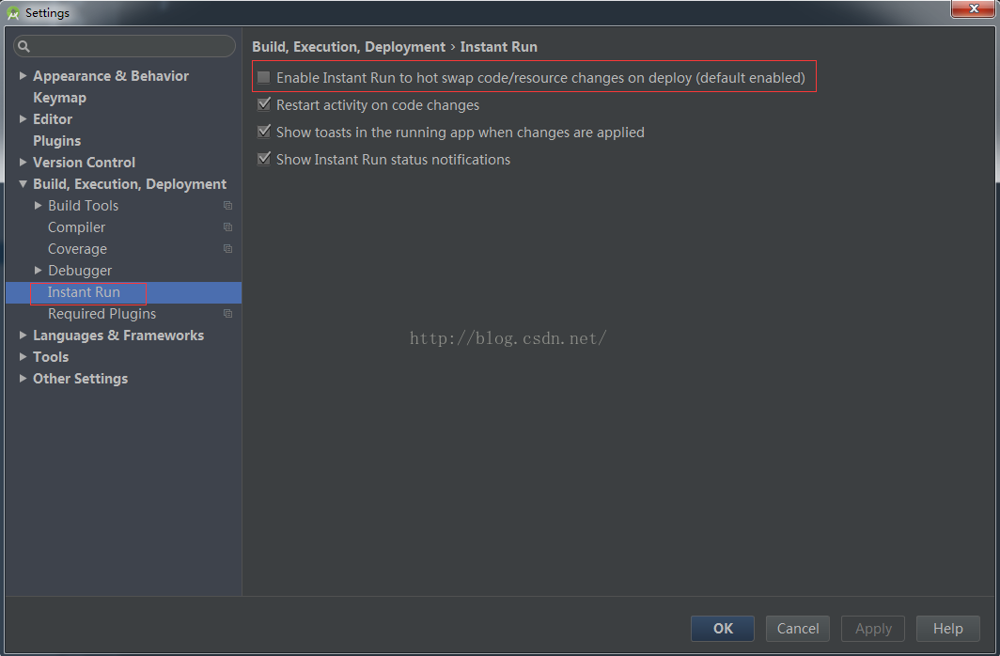 Settings
Appearance & Behavior
Keymap
Editor
Plugins
Version Control
Build, Execution, Deployment
Build Tools
Compiler
Coverage
Debugger
Instant Run
Required Plugins
Languages & Frameworks
Tools
Other Settings
Build, Execution, Deployment › Instant Run
Enable Instant Run to hot swap code/resource changes on deploy (default enabled)
Restart activity on code changes
Show toasts in the running app when changes are applied
Show Instant Run status notifications
http://blog.csdn.net/
OK Cancel Apply Help